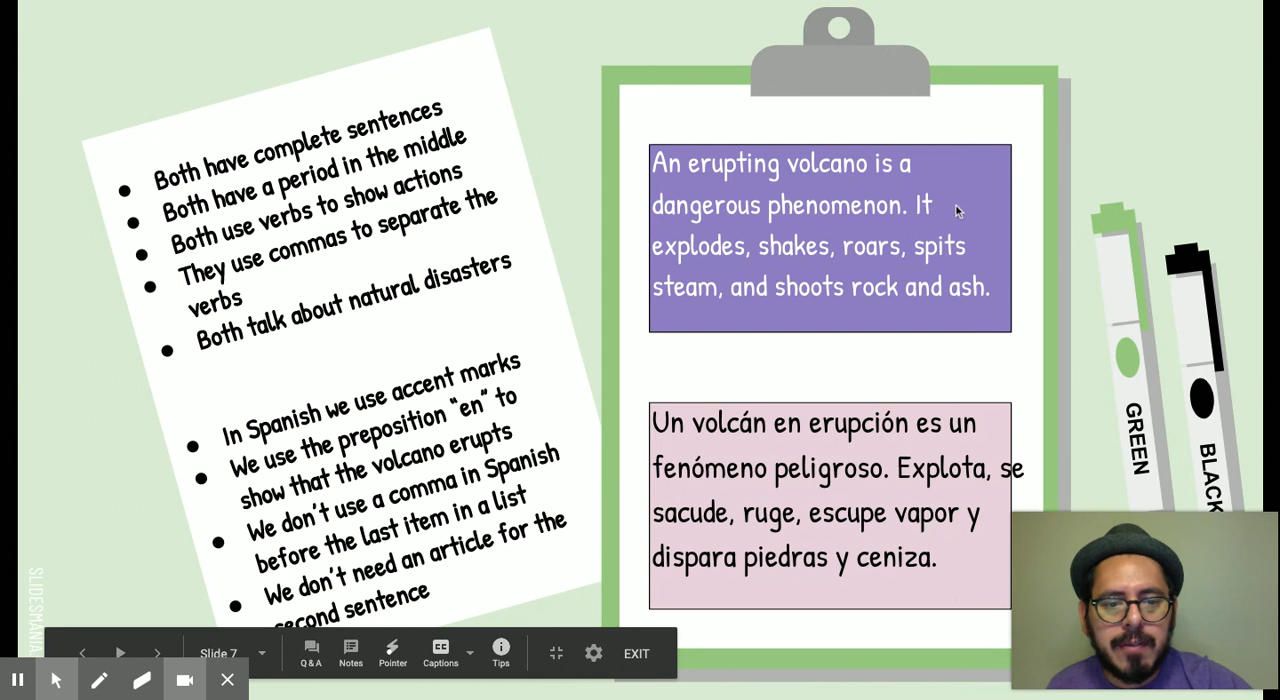 Both have complete sentences
Both have a period in the middle
Both use verbs to show actions
They use commas to separate the
verbs
Both talk about natural disasters
In Spanish we use accent marks
We use the preposition "en" to
show that the volcano erupts
We don't use a comma in Spanish
before the last item in a list
We don't need an article for the
second sentence
An erupting volcano is a
dangerous phenomenon. It
explodes, shakes, roars, spits
steam, and shoots rock and ash.
Un volcán en erupción es un
fenómeno peligroso. Explota, se
sacude, ruge, escupe vapor y
dispara piedras y ceniza.
GREEN
BLACK
SLIDESMANIA
Slide 7
Q & A
Notes
Pointer
CC
Captions
Tips
EXIT